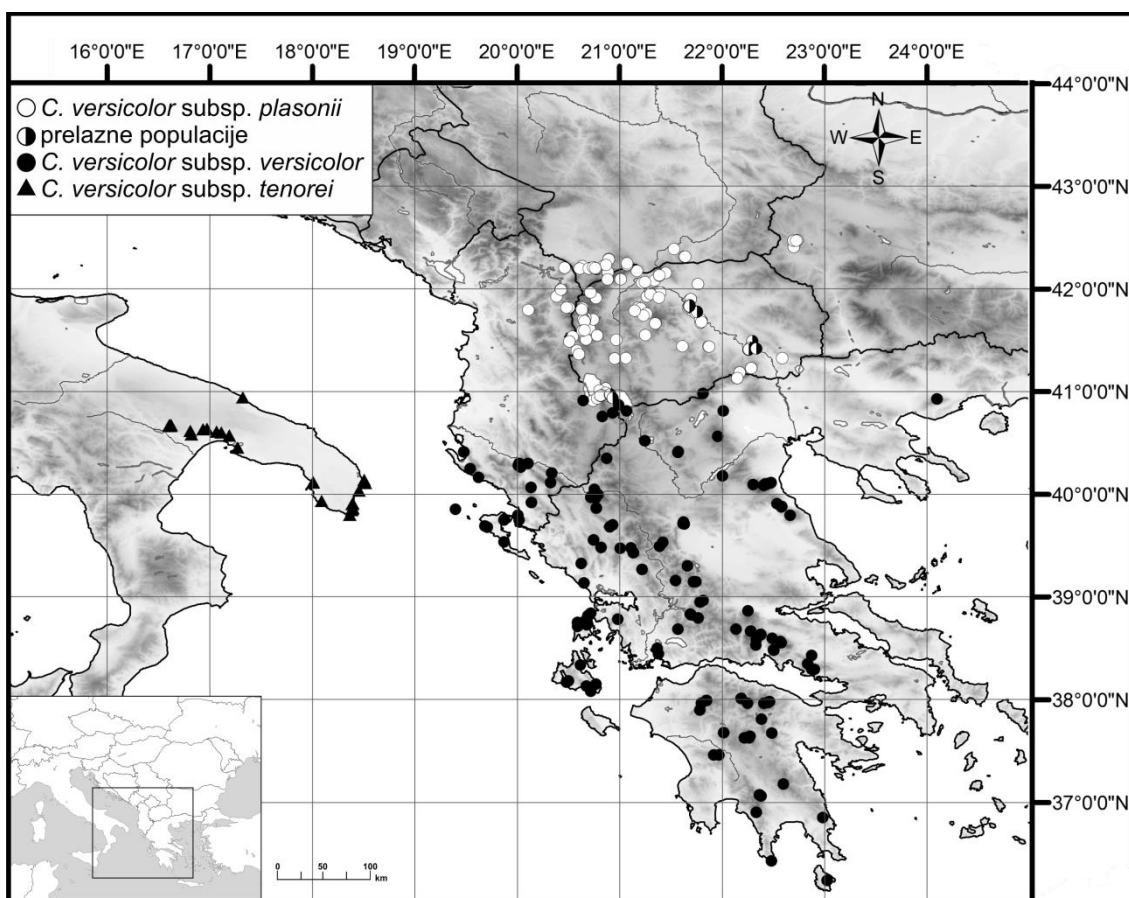 16°0'0"E 17°0'0"E 18°0'0"E 19°0'0"E 20°0'0"E 21°0'0"E 22°0'0"E 23°0'0"E 24°0'0"E
44°0'0"N
C. versicolor subsp. plasonii
prelazne populacije
C. versicolor subsp. versicolor
C. versicolor subsp. tenorei
N
W E
S
43°0'0"N
42°0'0"N
41°0'0"N
40°0'0"N
39°0'0"N
38°0'0"N
37°0'0"N
0 25 50 100
km